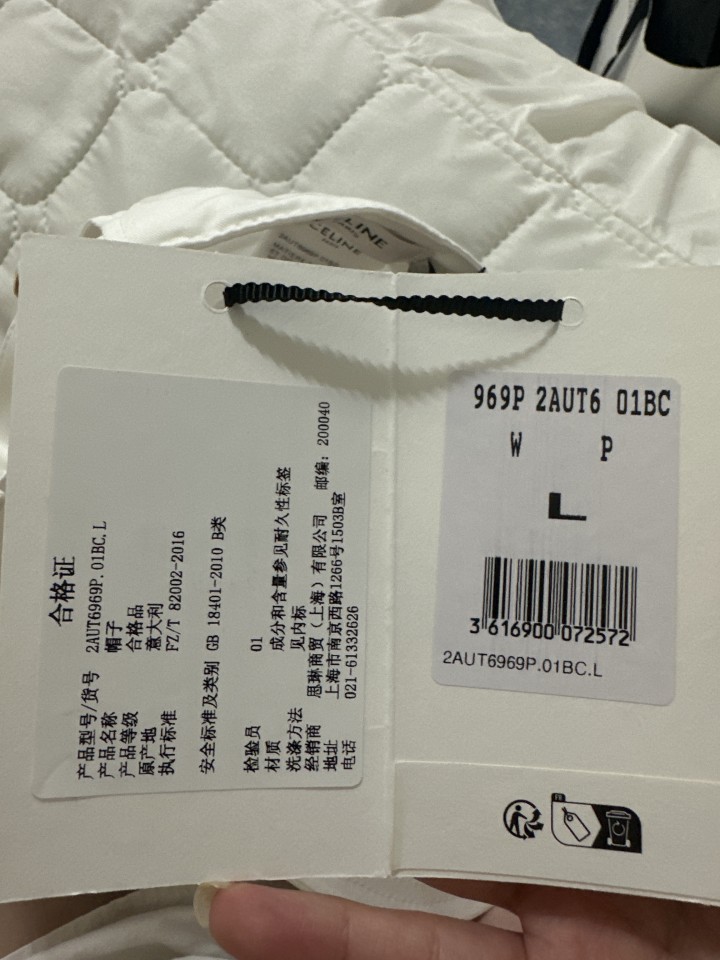 CELINE
CELINE
合格证
产品型号/货号 2AUT6969P.01BC.L
产品名称 帽子
产品等级 合格品
原产地 意大利
执行标准 FZ/T 82002-2016
安全标准及类别 GB 18401-2010 B类
检验员 01
材质 成分和含量参见耐久性标签
洗涤方法 见内标
经销商 思琳商贸（上海）有限公司 邮编：200040
地址 上海市南京西路1266号1503B室
电话 021-61332626
969P 2AUT6 01BC
W P
L
3 616900 072572
2AUT6969P.01BC.L
FR